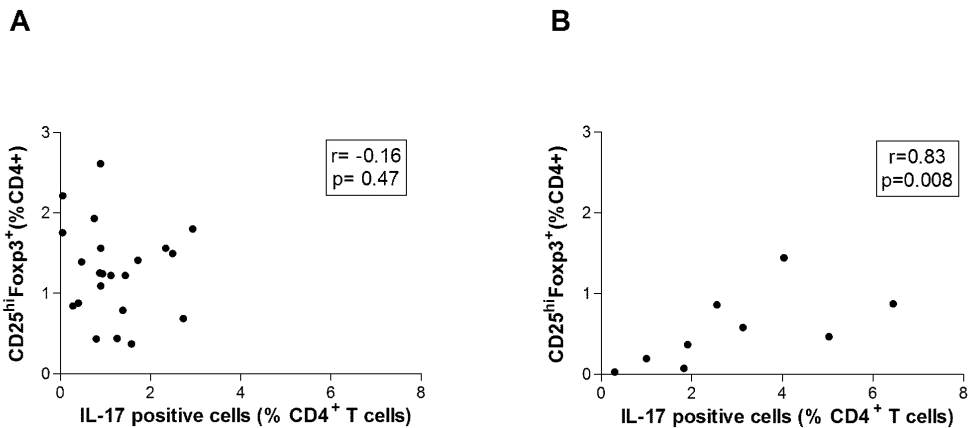 A
B
3
2
1
0
CD25hiFoxp3+(%CD4+)
r= -0.16
p= 0.47
0
2
4
6
8
IL-17 positive cells (% CD4+ T cells)
3
2
1
0
CD25hiFoxp3+(%CD4+)
r=0.83
p=0.008
0
2
4
6
8
IL-17 positive cells (% CD4+ T cells)